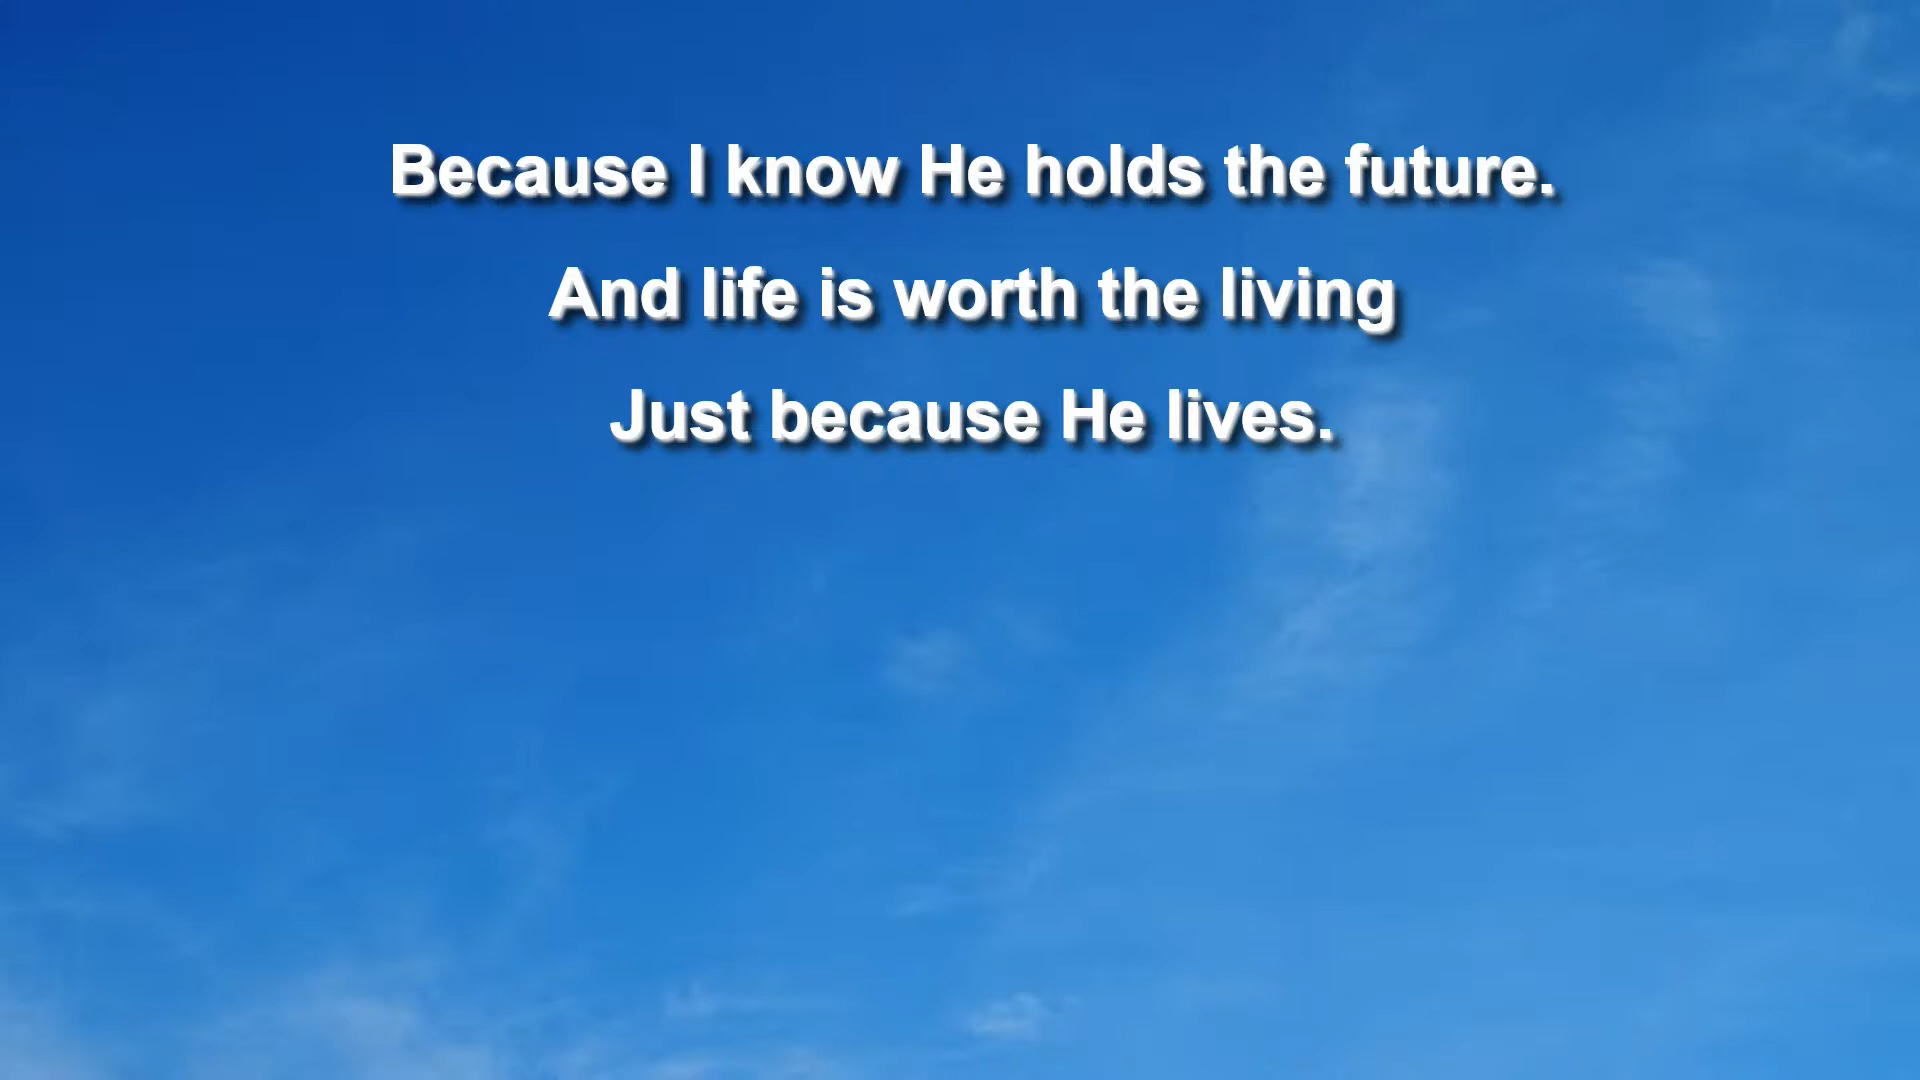 Because I know He holds the future.
And life is worth the living
Just because He lives.